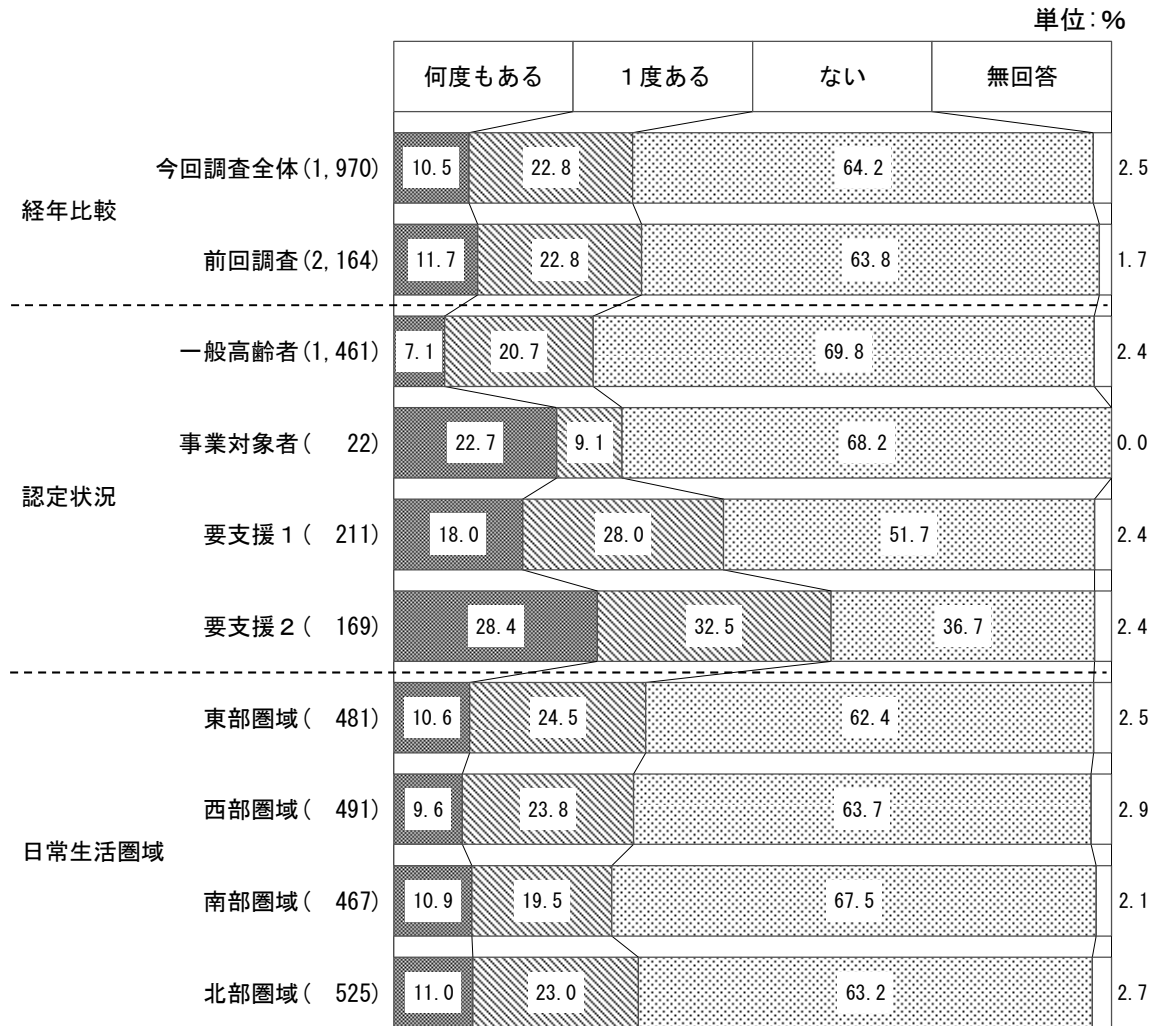 単位：%
何度もある １度ある ない 無回答
今回調査全体(1,970) 10.5 22.8 64.2 2.5
経年比較
前回調査(2,164) 11.7 22.8 63.8 1.7
一般高齢者(1,461) 7.1 20.7 69.8 2.4
事業対象者( 22) 22.7 9.1 68.2 0.0
認定状況
要支援１( 211) 18.0 28.0 51.7 2.4
要支援２( 169) 28.4 32.5 36.7 2.4
東部圏域( 481) 10.6 24.5 62.4 2.5
西部圏域( 491) 9.6 23.8 63.7 2.9
日常生活圏域
南部圏域( 467) 10.9 19.5 67.5 2.1
北部圏域( 525) 11.0 23.0 63.2 2.7